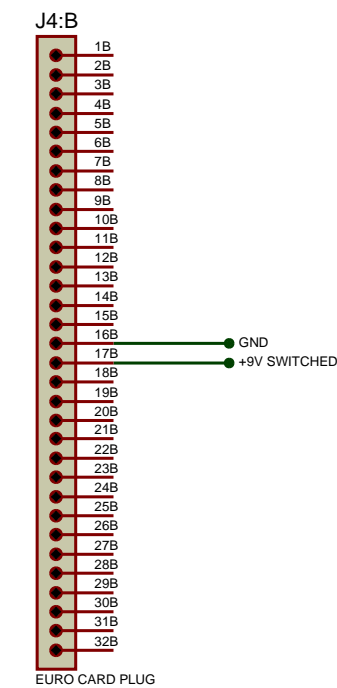 J4:B
1B
2B
3B
4B
5B
6B
7B
8B
9B
10B
11B
12B
13B
14B
15B
16B GND
17B +9V SWITCHED
18B
19B
20B
21B
22B
23B
24B
25B
26B
27B
28B
29B
30B
31B
32B
EURO CARD PLUG